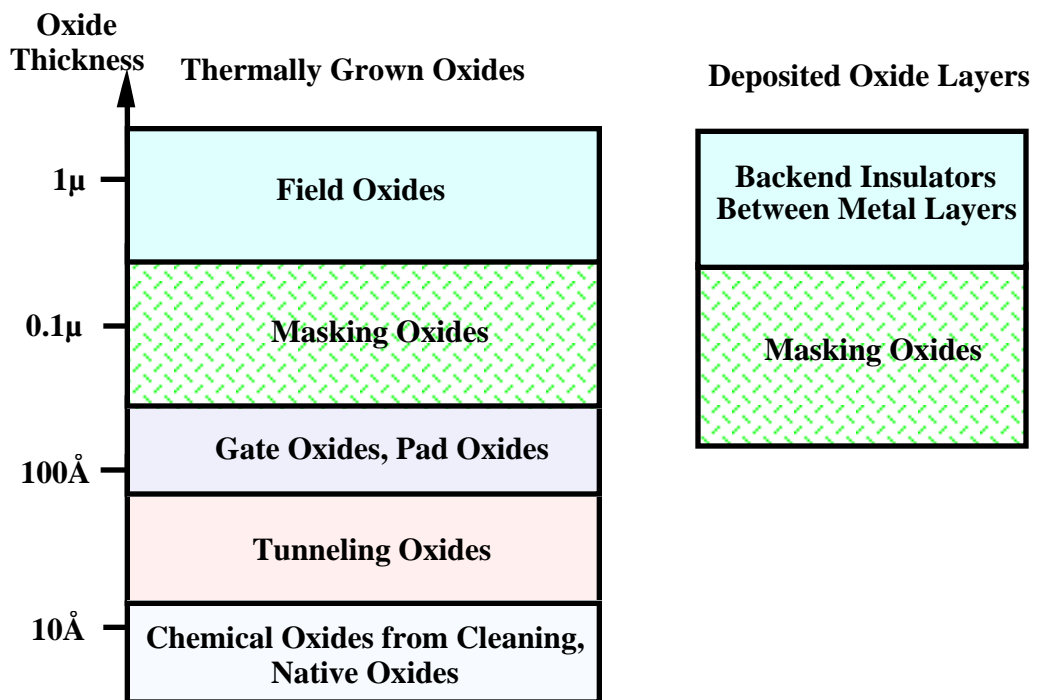 Oxide
Thickness
Thermally Grown Oxides
Deposited Oxide Layers
1µ
Field Oxides
Backend Insulators
Between Metal Layers
0.1µ
Masking Oxides
Masking Oxides
Gate Oxides, Pad Oxides
100Å
Tunneling Oxides
10Å
Chemical Oxides from Cleaning,
Native Oxides